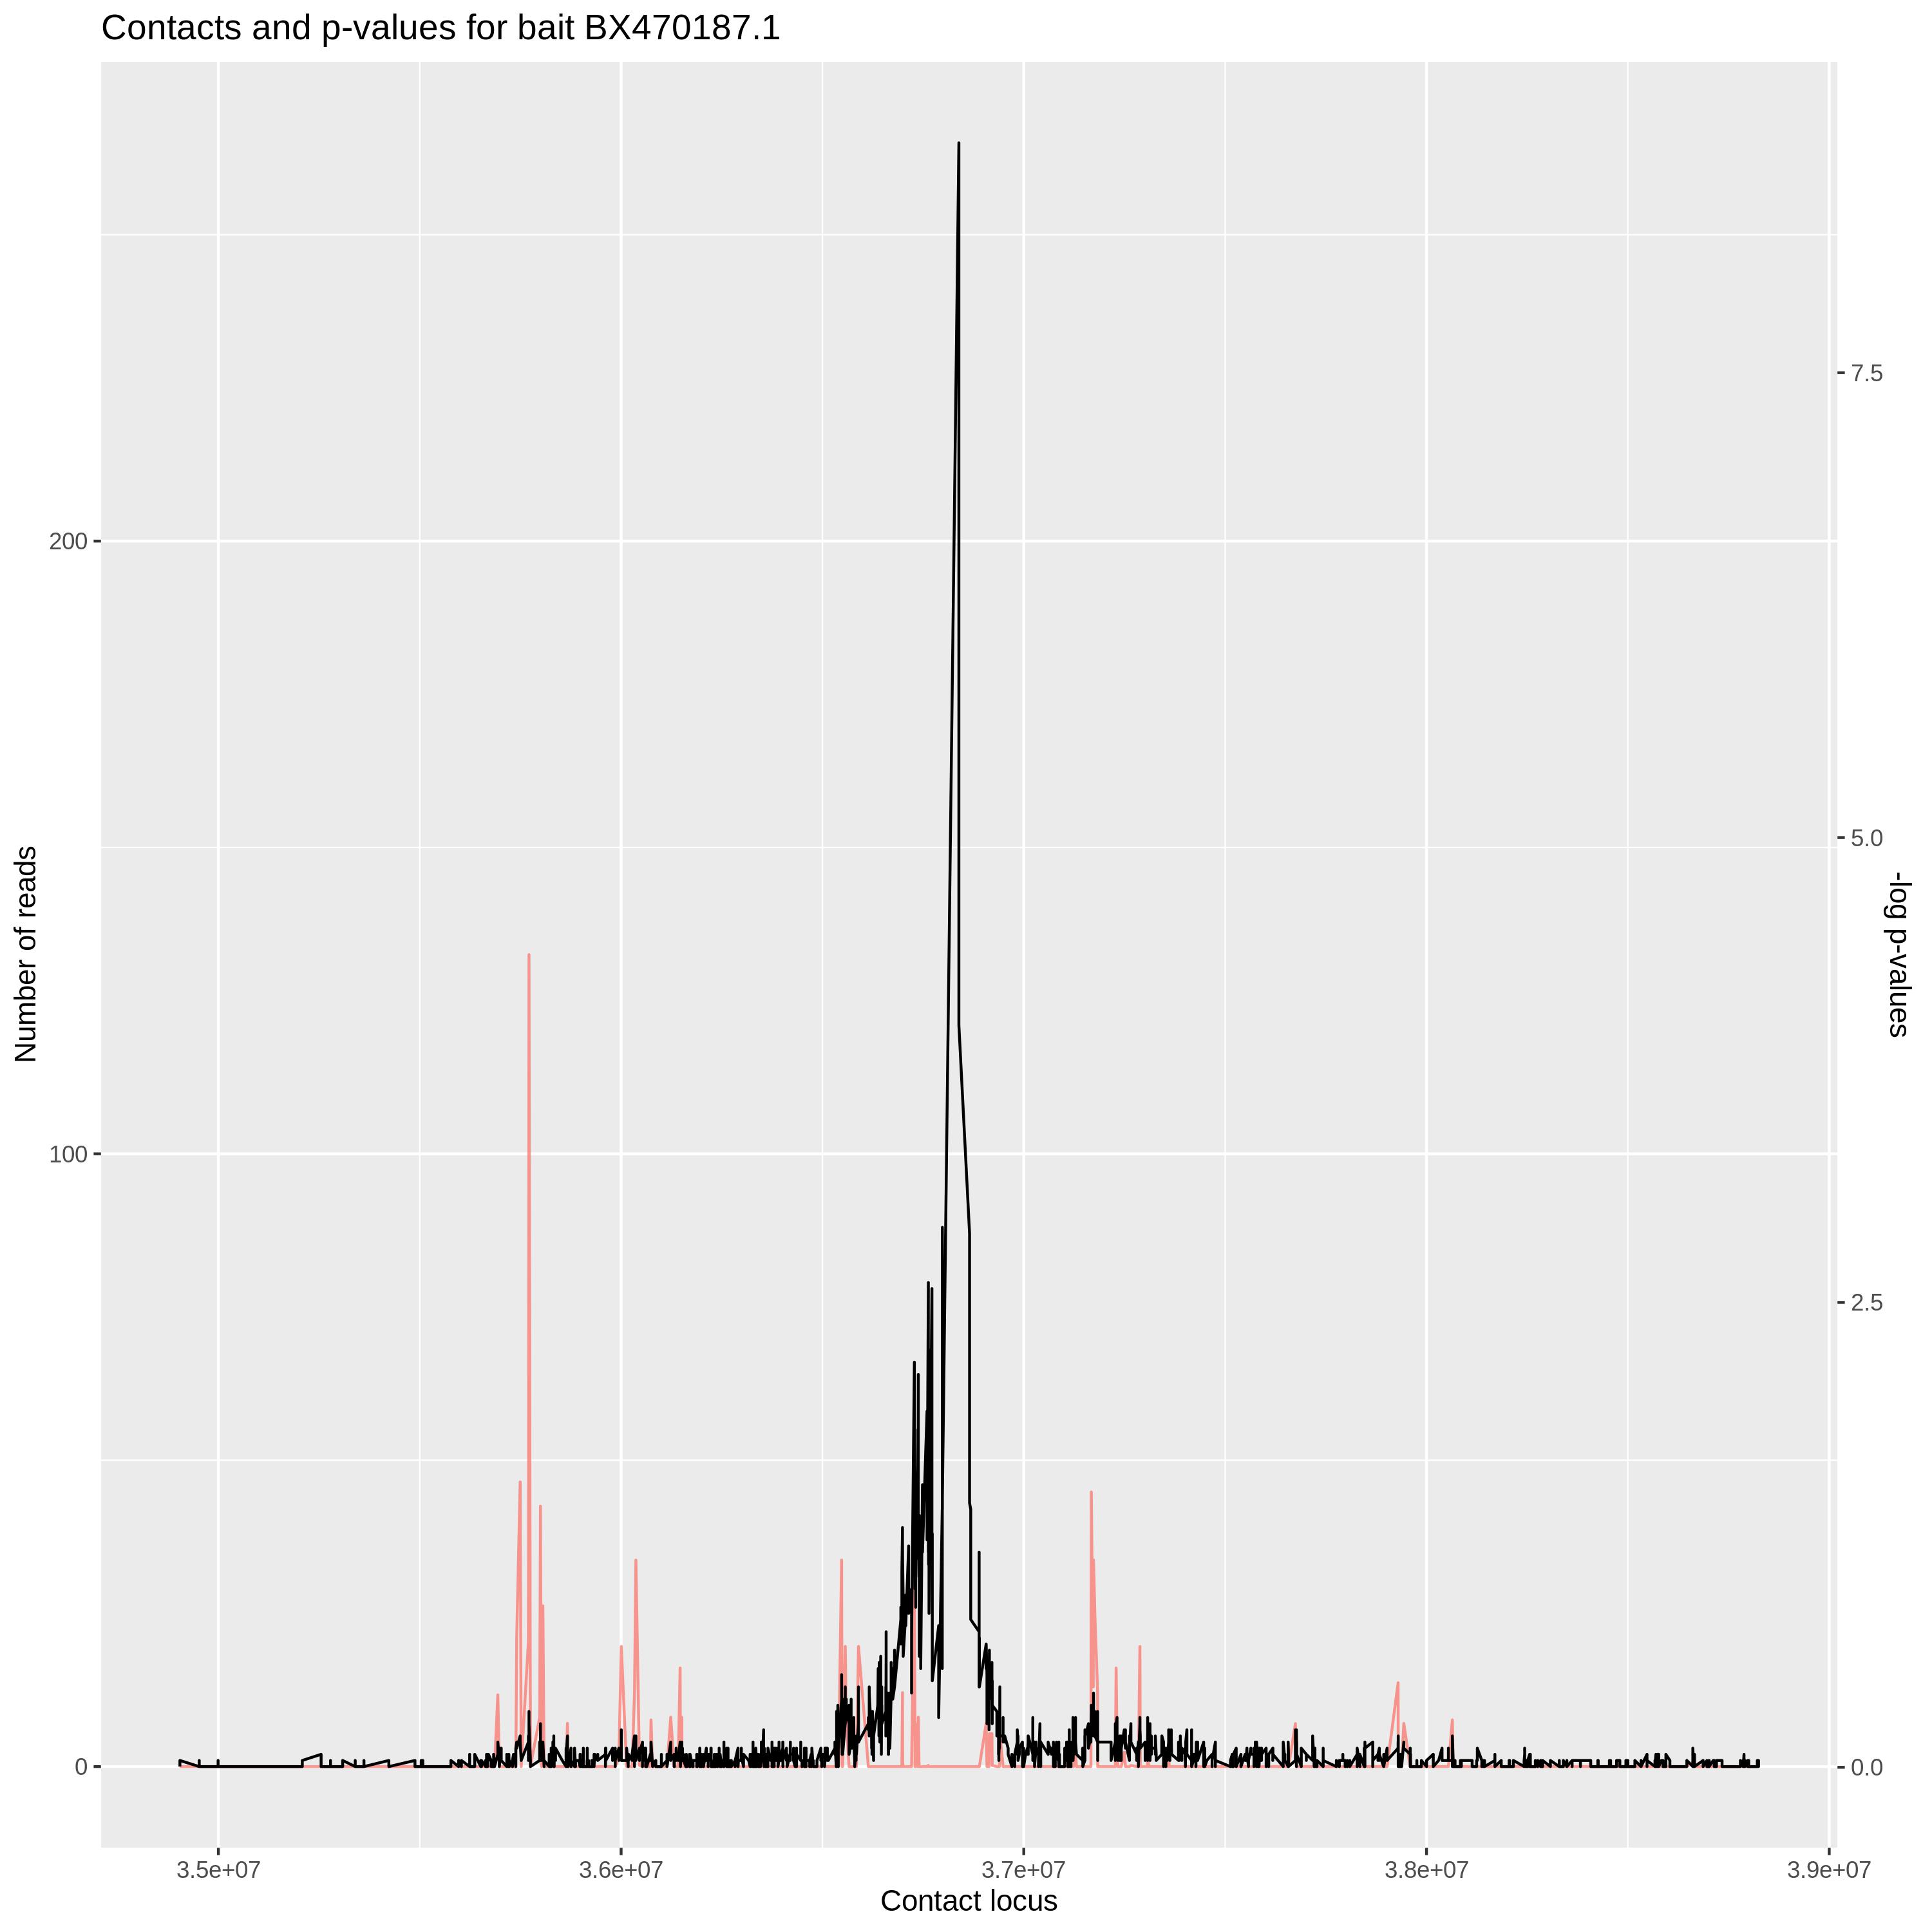 Contacts and p-values for bait BX470187.1
Number of reads
200
100
0
7.5
5.0
2.5
0.0
-log p-values
3.5e+07
3.6e+07
3.7e+07
3.8e+07
3.9e+07
Contact locus